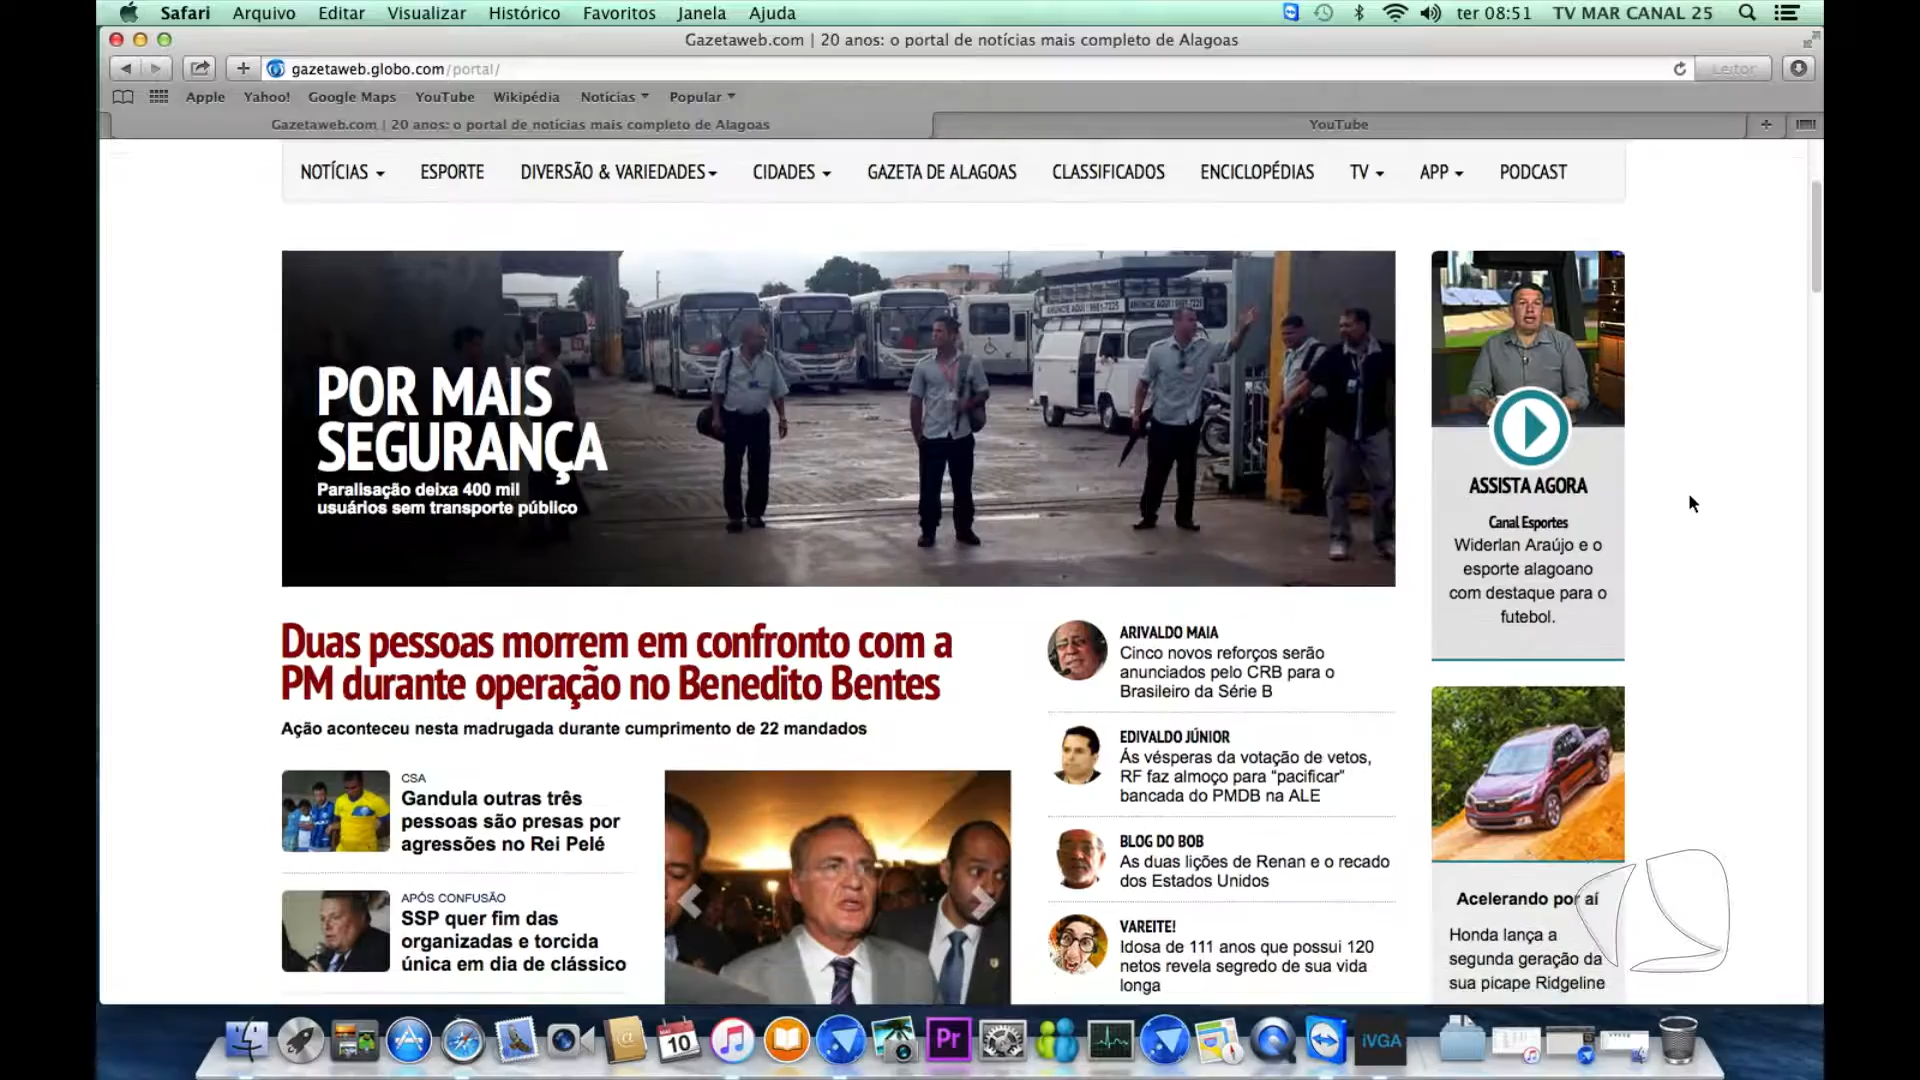 Safari Arquivo Editar Visualizar Histórico Favoritos Janela Ajuda ter 08:51 TV MAR CANAL 25
Gazetaweb.com | 20 anos: o portal de notícias mais completo de Alagoas
gazetaweb.globo.com/portal/ Leitor
Apple Yahoo! Google Maps YouTube Wikipédia Notícias Popular
Gazetaweb.com | 20 anos: o portal de notícias mais completo de Alagoas YouTube
NOTÍCIAS ESPORTE DIVERSÃO & VARIEDADES CIDADES GAZETA DE ALAGOAS CLASSIFICADOS ENCICLOPÉDIAS TV APP PODCAST
POR MAIS
SEGURANÇA
Paralisação deixa 400 mil
usuários sem transporte público
ASSISTA AGORA
Canal Esportes
Widerlan Araújo e o
esporte alagoano
com destaque para o
futebol.
Duas pessoas morrem em confronto com a
PM durante operação no Benedito Bentes
Ação aconteceu nesta madrugada durante cumprimento de 22 mandados
CSA
Gandula outras três
pessoas são presas por
agressões no Rei Pelé
APÓS CONFUSÃO
SSP quer fim das
organizadas e torcida
única em dia de clássico
ARIVALDO MAIA
Cinco novos reforços serão
anunciados pelo CRB para o
Brasileiro da Série B
EDIVALDO JÚNIOR
Ás vésperas da votação de vetos,
RF faz almoço para “pacificar”
bancada do PMDB na ALE
BLOG DO BOB
As duas lições de Renan e o recado
dos Estados Unidos
VAREITE!
Idosa de 111 anos que possui 120
netos revela segredo de sua vida
longa
Acelerando por aí
Honda lança a
segunda geração da
sua picape Ridgeline
10
Pr
iVGA